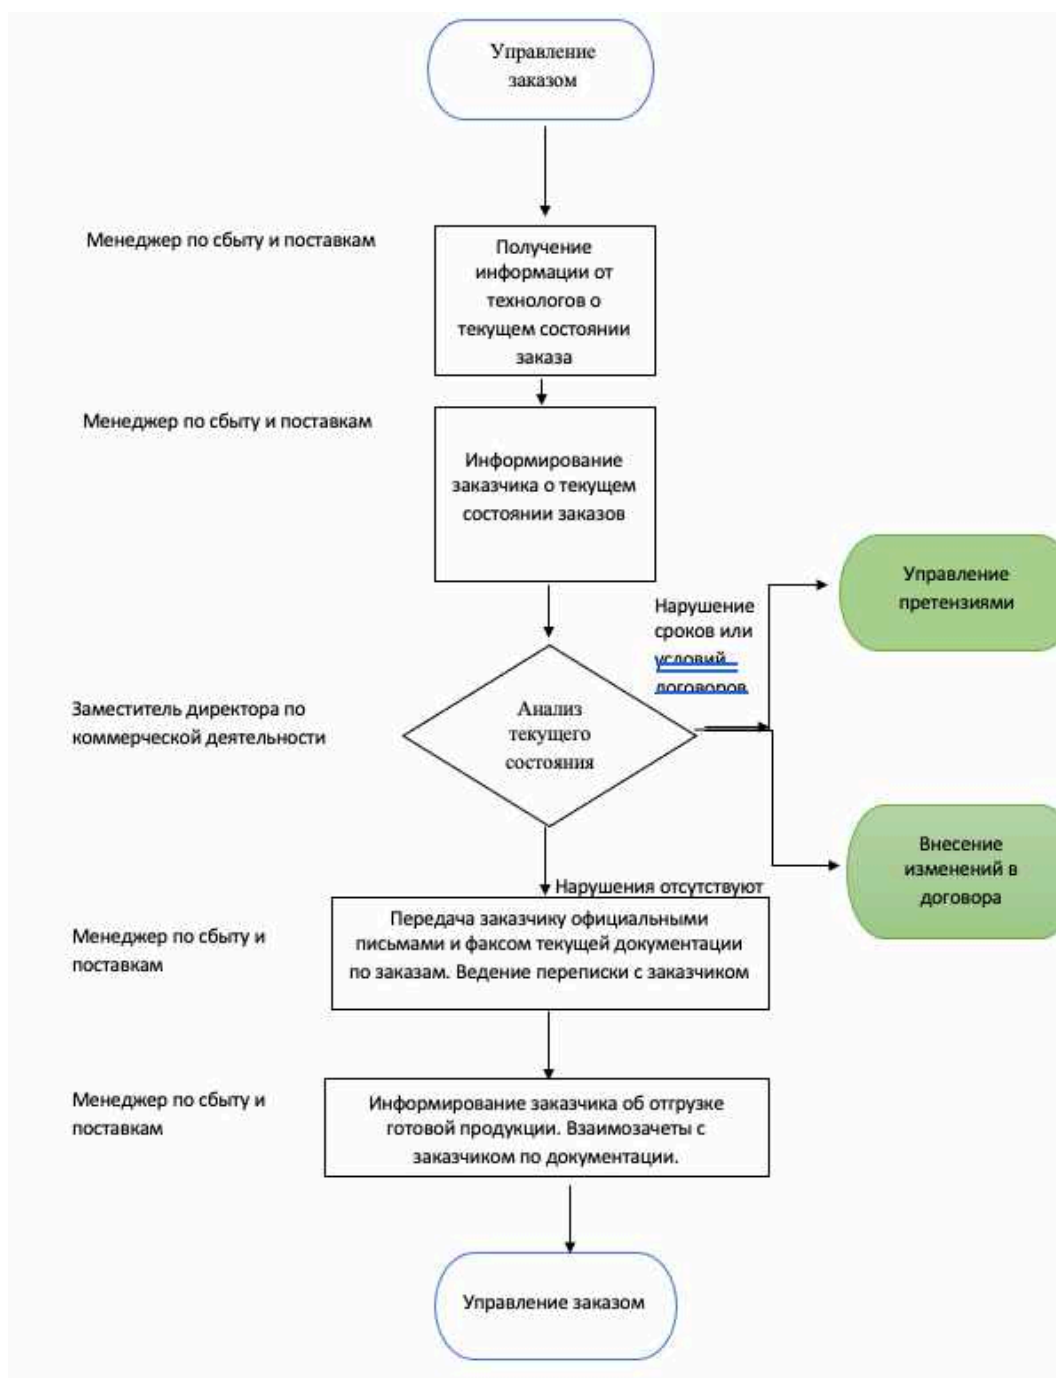 Управление
заказом
Менеджер по сбыту и поставкам
Получение
информации от
технологов о
текущем состоянии
заказа
Менеджер по сбыту и поставкам
Информирование
заказчика о текущем
состоянии заказов
Управление
претензиями
Нарушение
сроков или
условий
договоров
Заместитель директора по
коммерческой деятельности
Анализ
текущего
состояния
Внесение
изменений в
договора
Нарушения отсутствуют
Менеджер по сбыту и
поставкам
Передача заказчику официальными
письмами и факсом текущей документации
по заказам. Ведение переписки с заказчиком
Менеджер по сбыту и
поставкам
Информирование заказчика об отгрузке
готовой продукции. Взаимозачеты с
заказчиком по документации.
Управление заказом